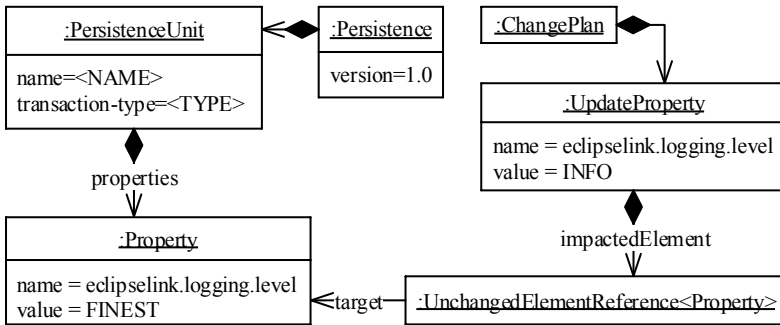 :PersistenceUnit
name=<NAME>
transaction-type=<TYPE>
:Persistence
version=1.0
:ChangePlan
:UpdateProperty
name = eclipselink.logging.level
value = INFO
properties
impactedElement
:Property
name = eclipselink.logging.level
value = FINEST
target
:UnchangedElementReference<Property>